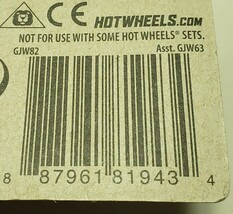 CE HOTWHEELS.COM
NOT FOR USE WITH SOME HOT WHEELS® SETS.
GJW82 Asst. GJW63
8 87961 81943 4